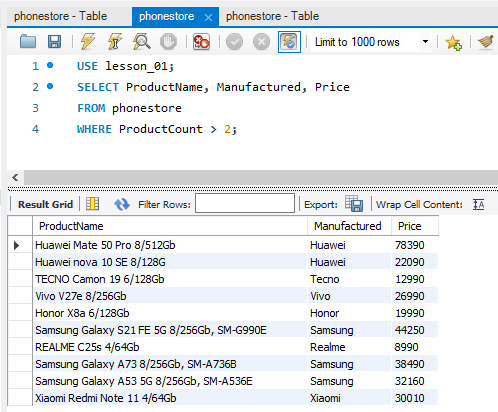 phonestore - Table phonestore × phonestore - Table
Limit to 1000 rows
1 USE lesson_01;
2 SELECT ProductName, Manufactured, Price
3 FROM phonestore
4 WHERE ProductCount > 2;
Result Grid Filter Rows: Export: Wrap Cell Content: IA
ProductName Manufactured Price
Huawei Mate 50 Pro 8/512Gb Huawei 78390
Huawei nova 10 SE 8/128G Huawei 22090
TECNO Camon 19 6/128Gb Tecno 12990
Vivo V27e 8/256Gb Vivo 26990
Honor X8a 6/128Gb Honor 19990
Samsung Galaxy S21 FE 5G 8/256Gb, SM-G990E Samsung 44250
REALME C25s 4/64Gb Realme 8990
Samsung Galaxy A73 8/256Gb, SM-A736B Samsung 38490
Samsung Galaxy A53 5G 8/256Gb, SM-A536E Samsung 32160
Xiaomi Redmi Note 11 4/64Gb Xiaomi 30010